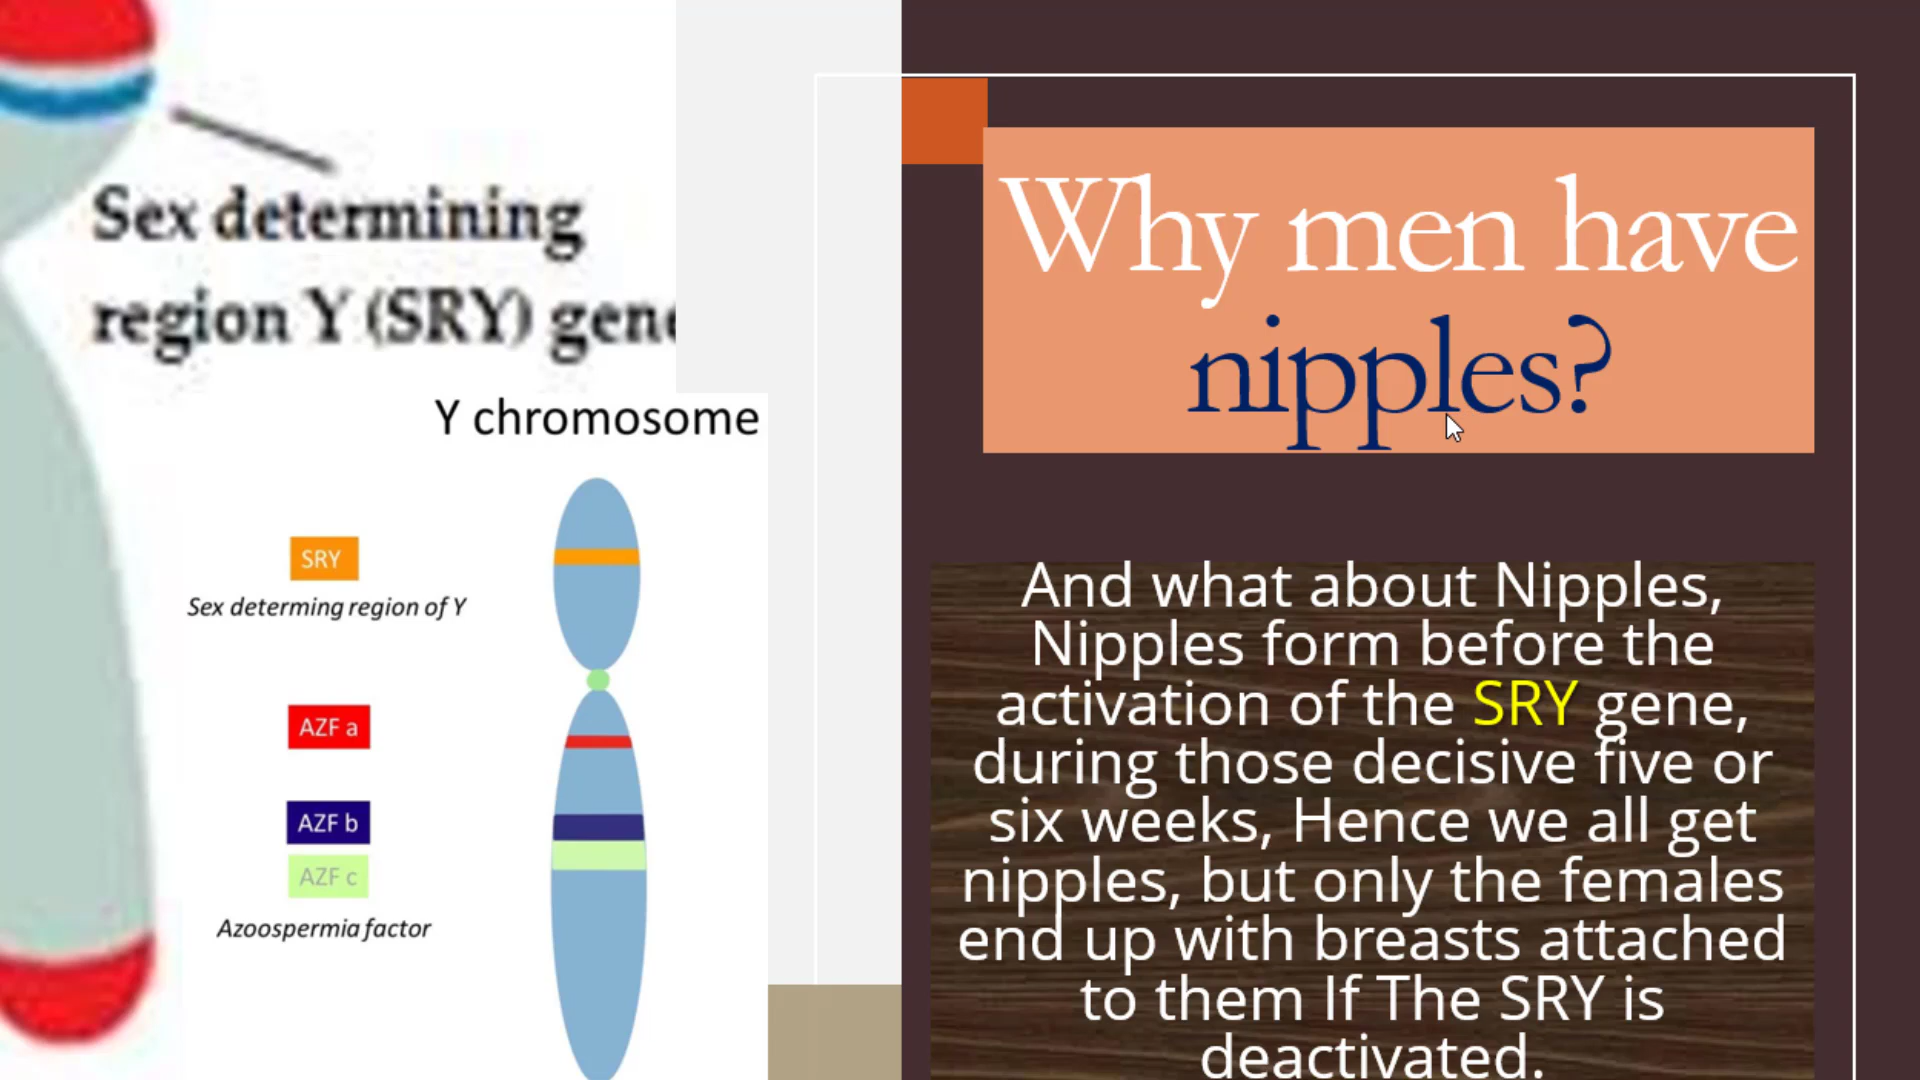 Sex determining
region Y (SRY) gene
Y chromosome
SRY
Sex determing region of Y
AZF a
AZF b
AZF c
Azoospermia factor
Why men have
nipples?
And what about Nipples,
Nipples form before the
activation of the SRY gene,
during those decisive five or
six weeks, Hence we all get
nipples, but only the females
end up with breasts attached
to them If The SRY is
deactivated.